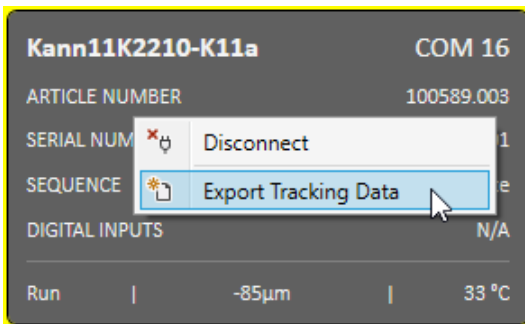 Kann11K2210-K11a COM 16
ARTICLE NUMBER 100589.003
SERIAL NUM
Disconnect
SEQUENCE
Export Tracking Data
DIGITAL INPUTS N/A
Run | -85µm | 33 °C